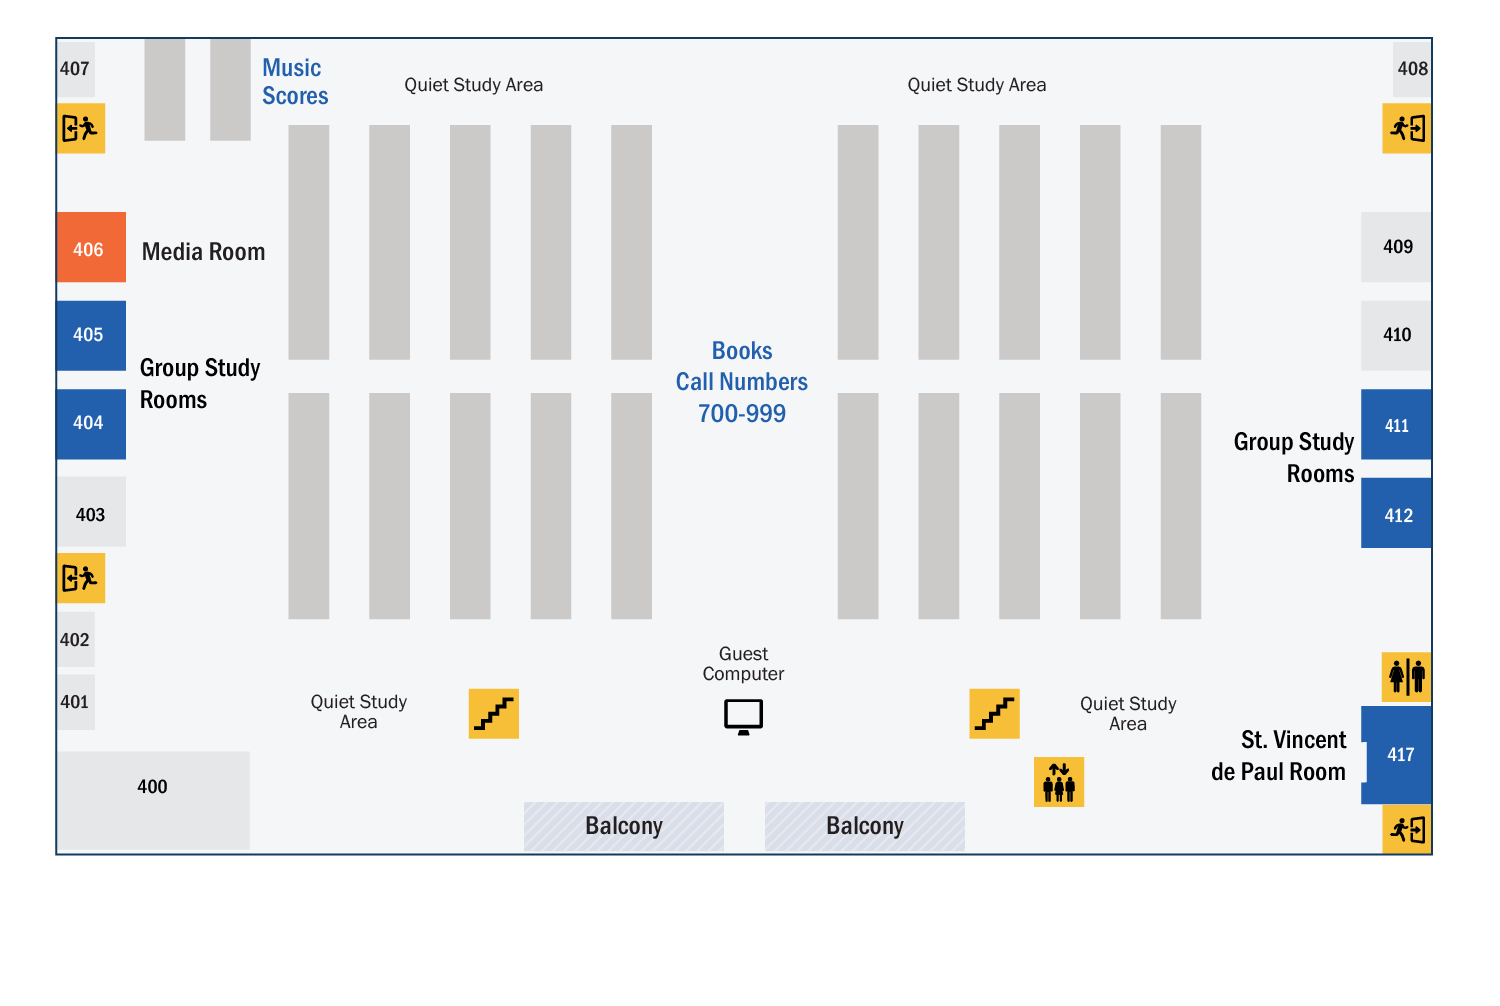 407
Music
Scores
Quiet Study Area
Quiet Study Area
408
406
Media Room
409
405
410
Group Study
Rooms
Books
Call Numbers
700-999
404
411
Group Study
Rooms
403
412
402
Guest
Computer
401
Quiet Study
Area
Quiet Study
Area
St. Vincent
de Paul Room
417
400
Balcony
Balcony